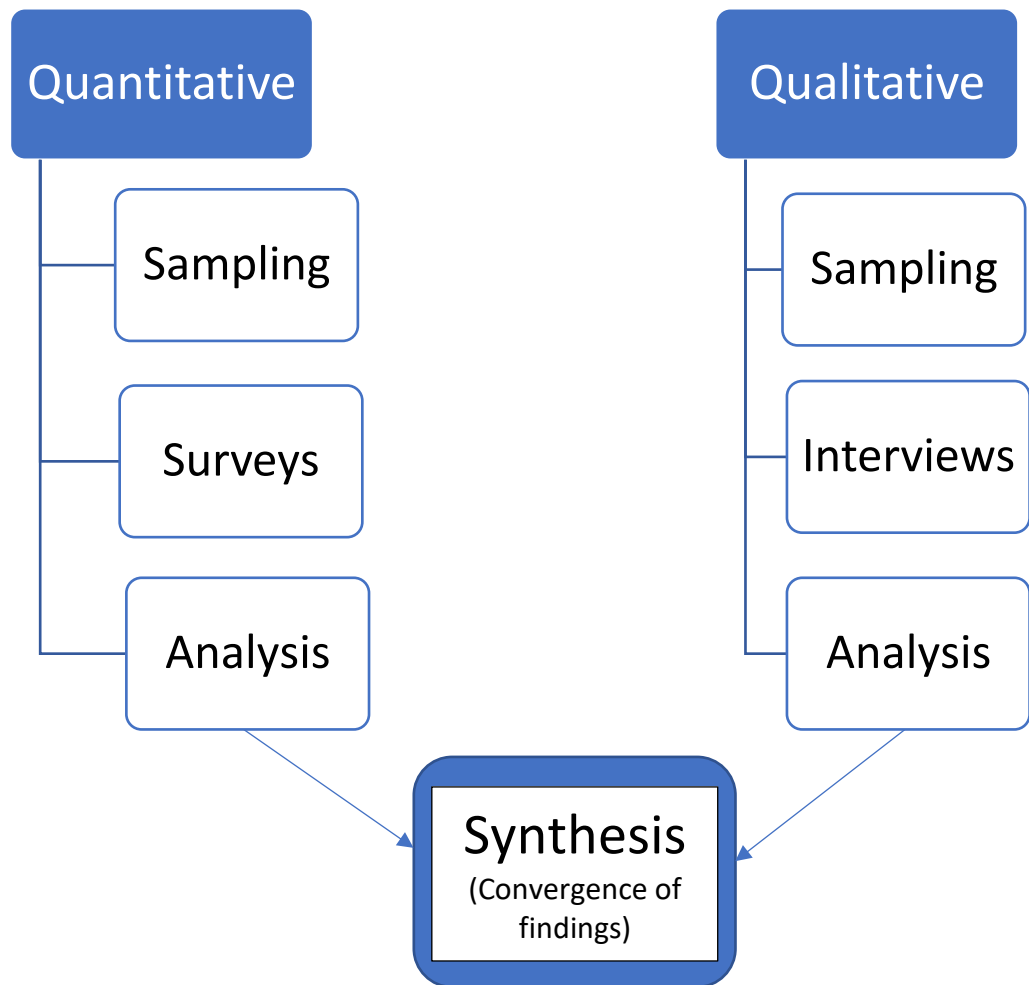 Quantitative
Sampling
Surveys
Analysis
Qualitative
Sampling
Interviews
Analysis
Synthesis
(Convergence of
findings)